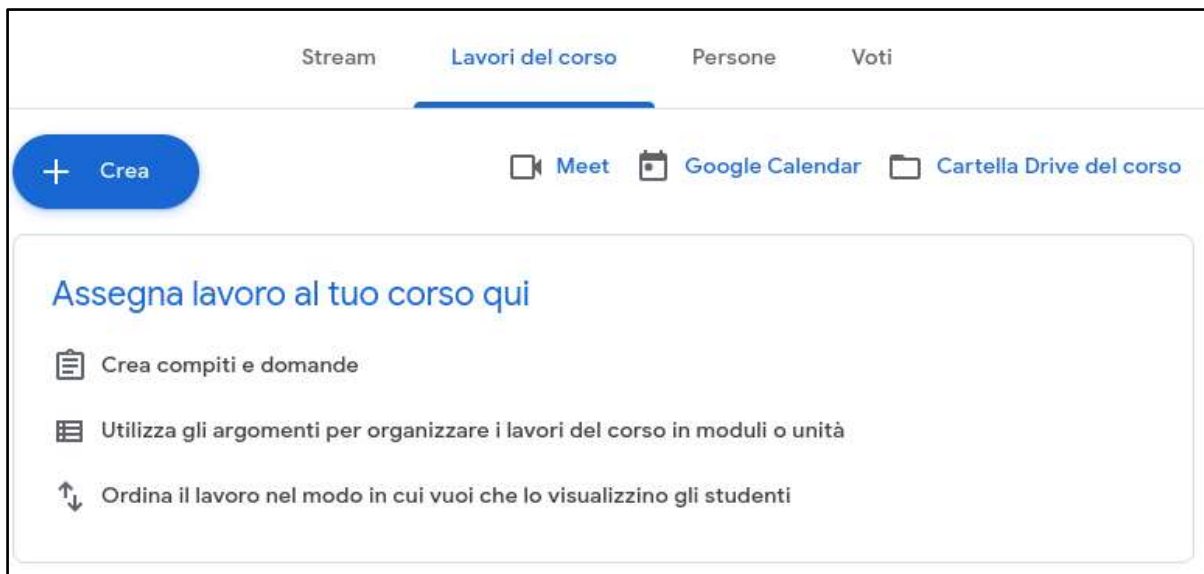 Stream Lavori del corso Persone Voti
Crea Meet Google Calendar Cartella Drive del corso
Assegna lavoro al tuo corso qui
Crea compiti e domande
Utilizza gli argomenti per organizzare i lavori del corso in moduli o unità
Ordina il lavoro nel modo in cui vuoi che lo visualizzino gli studenti